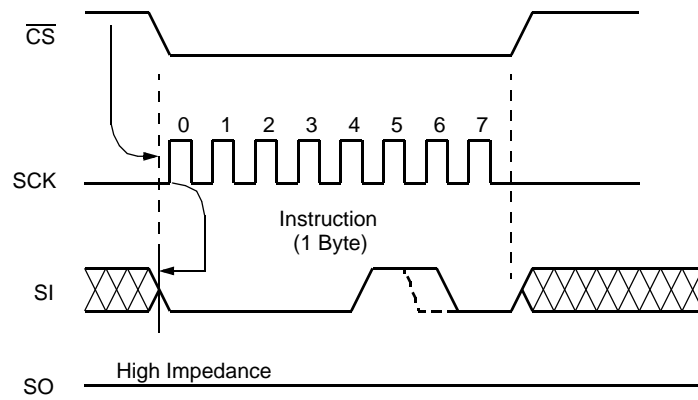 CS
0 1 2 3 4 5 6 7
SCK
Instruction
(1 Byte)
SI
High Impedance
SO